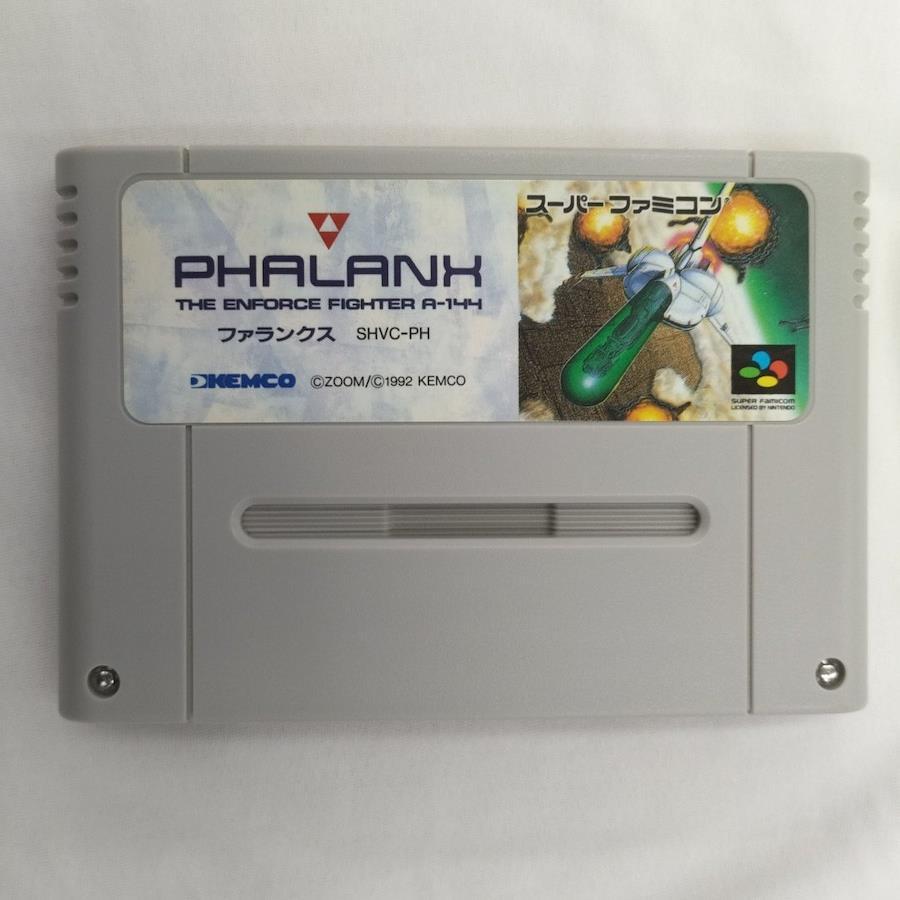 PHALANX
THE ENFORCE FIGHTER A-144
ファランクス SHVC-PH
KEMCO ©ZOOM/©1992 KEMCO
スーパーファミコン®
SUPER FAMICOM
LICENSED BY NINTENDO